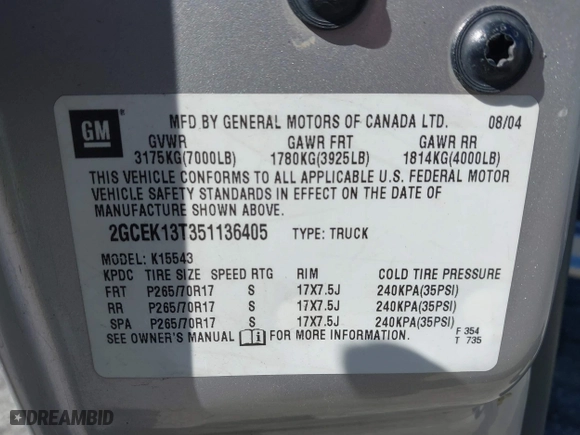 GM
MFD BY GENERAL MOTORS OF CANADA LTD. 08/04
GVWR GAWR FRT GAWR RR
3175KG(7000LB) 1780KG(3925LB) 1814KG(4000LB)
THIS VEHICLE CONFORMS TO ALL APPLICABLE U.S. FEDERAL MOTOR
VEHICLE SAFETY STANDARDS IN EFFECT ON THE DATE OF
MANUFACTURE SHOWN ABOVE.
2GCEK13T351136405 TYPE: TRUCK
MODEL: K15543
KPDC TIRE SIZE SPEED RTG RIM COLD TIRE PRESSURE
FRT P265/70R17 S 17X7.5J 240KPA(35PSI)
RR P265/70R17 S 17X7.5J 240KPA(35PSI)
SPA P265/70R17 S 17X7.5J 240KPA(35PSI)
SEE OWNER'S MANUAL FOR MORE INFORMATION. F 354
T 735
DREAMBID